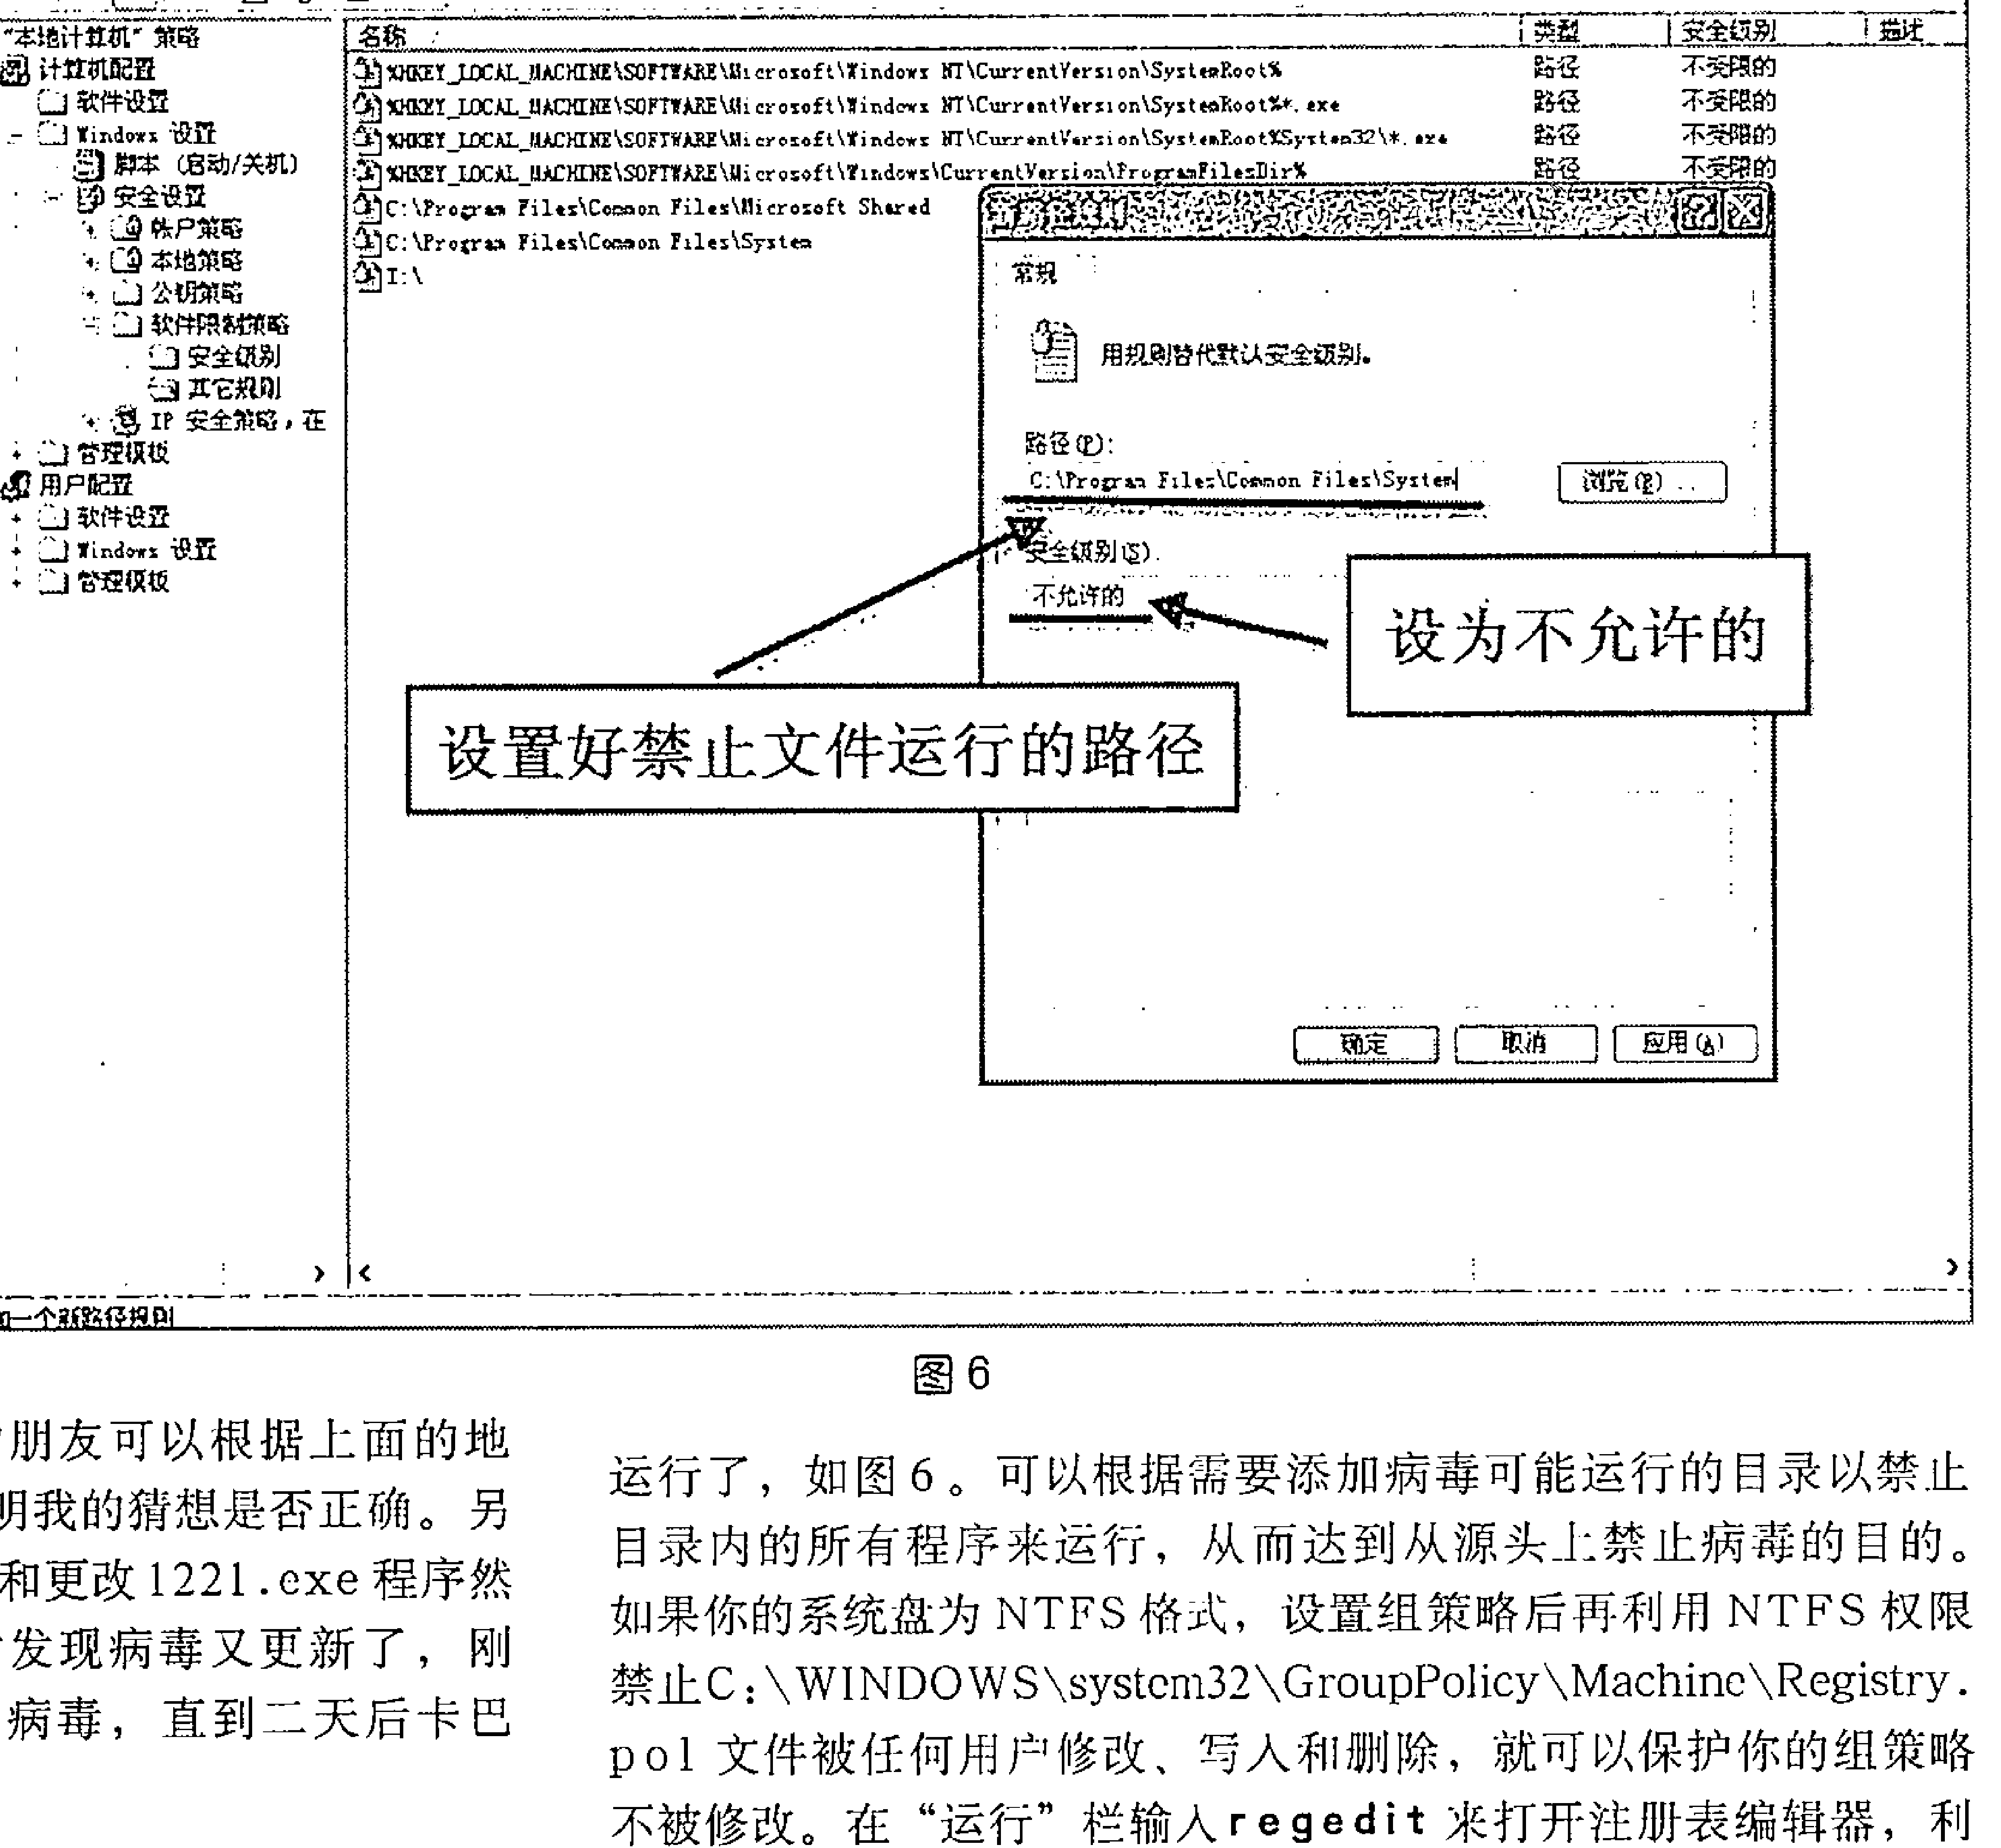 "本地计算机" 策略
计算机配置
软件设置
Windows 设置
脚本 (启动/关机)
安全设置
帐户策略
本地策略
公钥策略
软件限制策略
安全级别
其它规则
IP 安全策略，在
管理模板
用户配置
软件设置
Windows 设置
管理模板
名称 类型 安全级别 描述
%HKEY_LOCAL_MACHINE\SOFTWARE\Microsoft\Windows NT\CurrentVersion\SystemRoot% 路径 不受限的
%HKEY_LOCAL_MACHINE\SOFTWARE\Microsoft\Windows NT\CurrentVersion\SystemRoot%*.exe 路径 不受限的
%HKEY_LOCAL_MACHINE\SOFTWARE\Microsoft\Windows NT\CurrentVersion\SystemRoot%System32\*.exe 路径 不受限的
%HKEY_LOCAL_MACHINE\SOFTWARE\Microsoft\Windows\CurrentVersion\ProgramFilesDir% 路径 不受限的
C:\Program Files\Common Files\Microsoft Shared
C:\Program Files\Common Files\System
I:\
常规
用规则替代默认安全级别。
路径(P):
C:\Program Files\Common Files\System
浏览(R)..
安全级别(S).
不允许的
设为不允许的
设置好禁止文件运行的路径
确定 取消 应用(A)
一个新路径规则
图 6
朋友可以根据上面的地
明我的猜想是否正确。另
和更改1221.exe程序然
发现病毒又更新了，刚
病毒，直到二天后卡巴
运行了，如图6。可以根据需要添加病毒可能运行的目录以禁止
目录内的所有程序来运行，从而达到从源头上禁止病毒的目的。
如果你的系统盘为NTFS格式，设置组策略后再利用NTFS权限
禁止C:\WINDOWS\system32\GroupPolicy\Machine\Registry.
pol 文件被任何用户修改、写入和删除，就可以保护你的组策略
不被修改。在“运行”栏输入regedit 来打开注册表编辑器，利